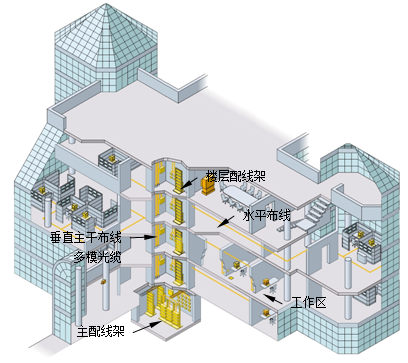 楼层配线架
水平布线
垂直主干布线
多模光缆
工作区
主配线架